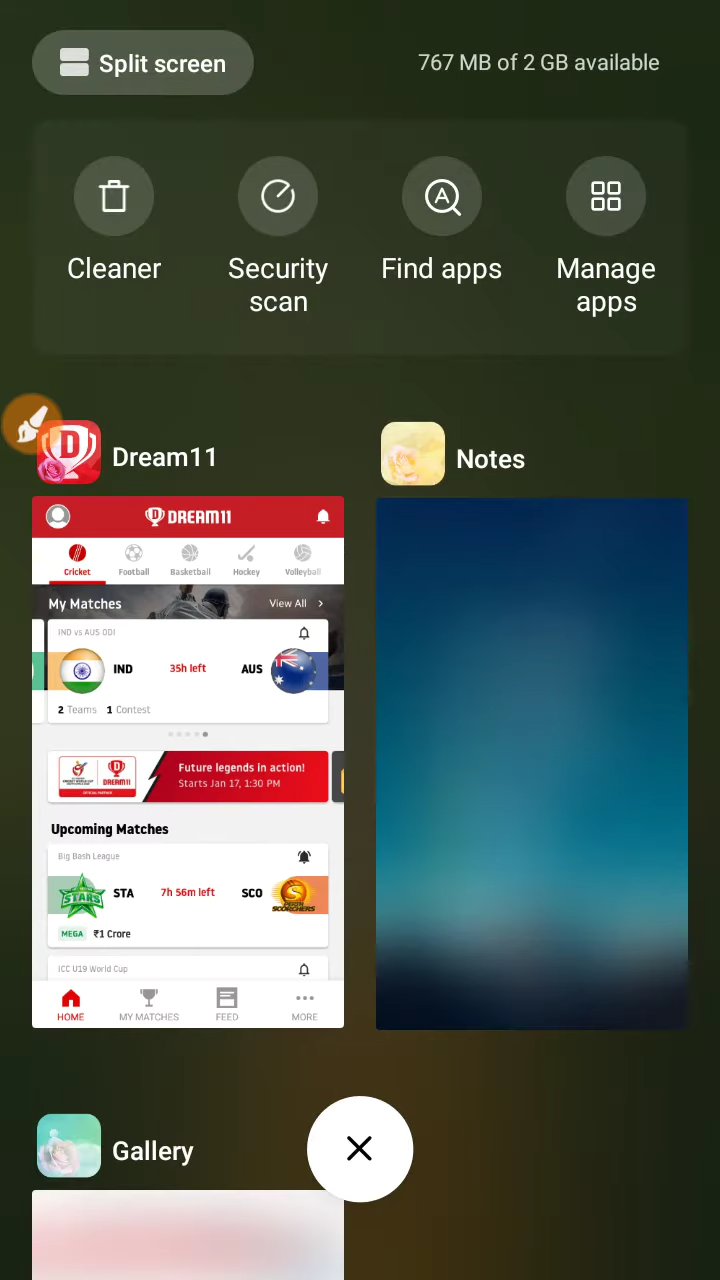 Split screen
767 MB of 2 GB available
Cleaner
Security
scan
Find apps
Manage
apps
Dream11
Notes
DREAM11
Cricket
Football
Basketball
Hockey
Volleyball
My Matches
View All
IND vs AUS ODI
IND
35h left
AUS
2 Teams 1 Contest
DREAM11
Future legends in action!
Starts Jan 17, 1:30 PM
Upcoming Matches
Big Bash League
STARS
STA
7h 56m left
SCO
SCORCHERS
MEGA
₹1 Crore
ICC U19 World Cup
HOME
MY MATCHES
FEED
MORE
Gallery